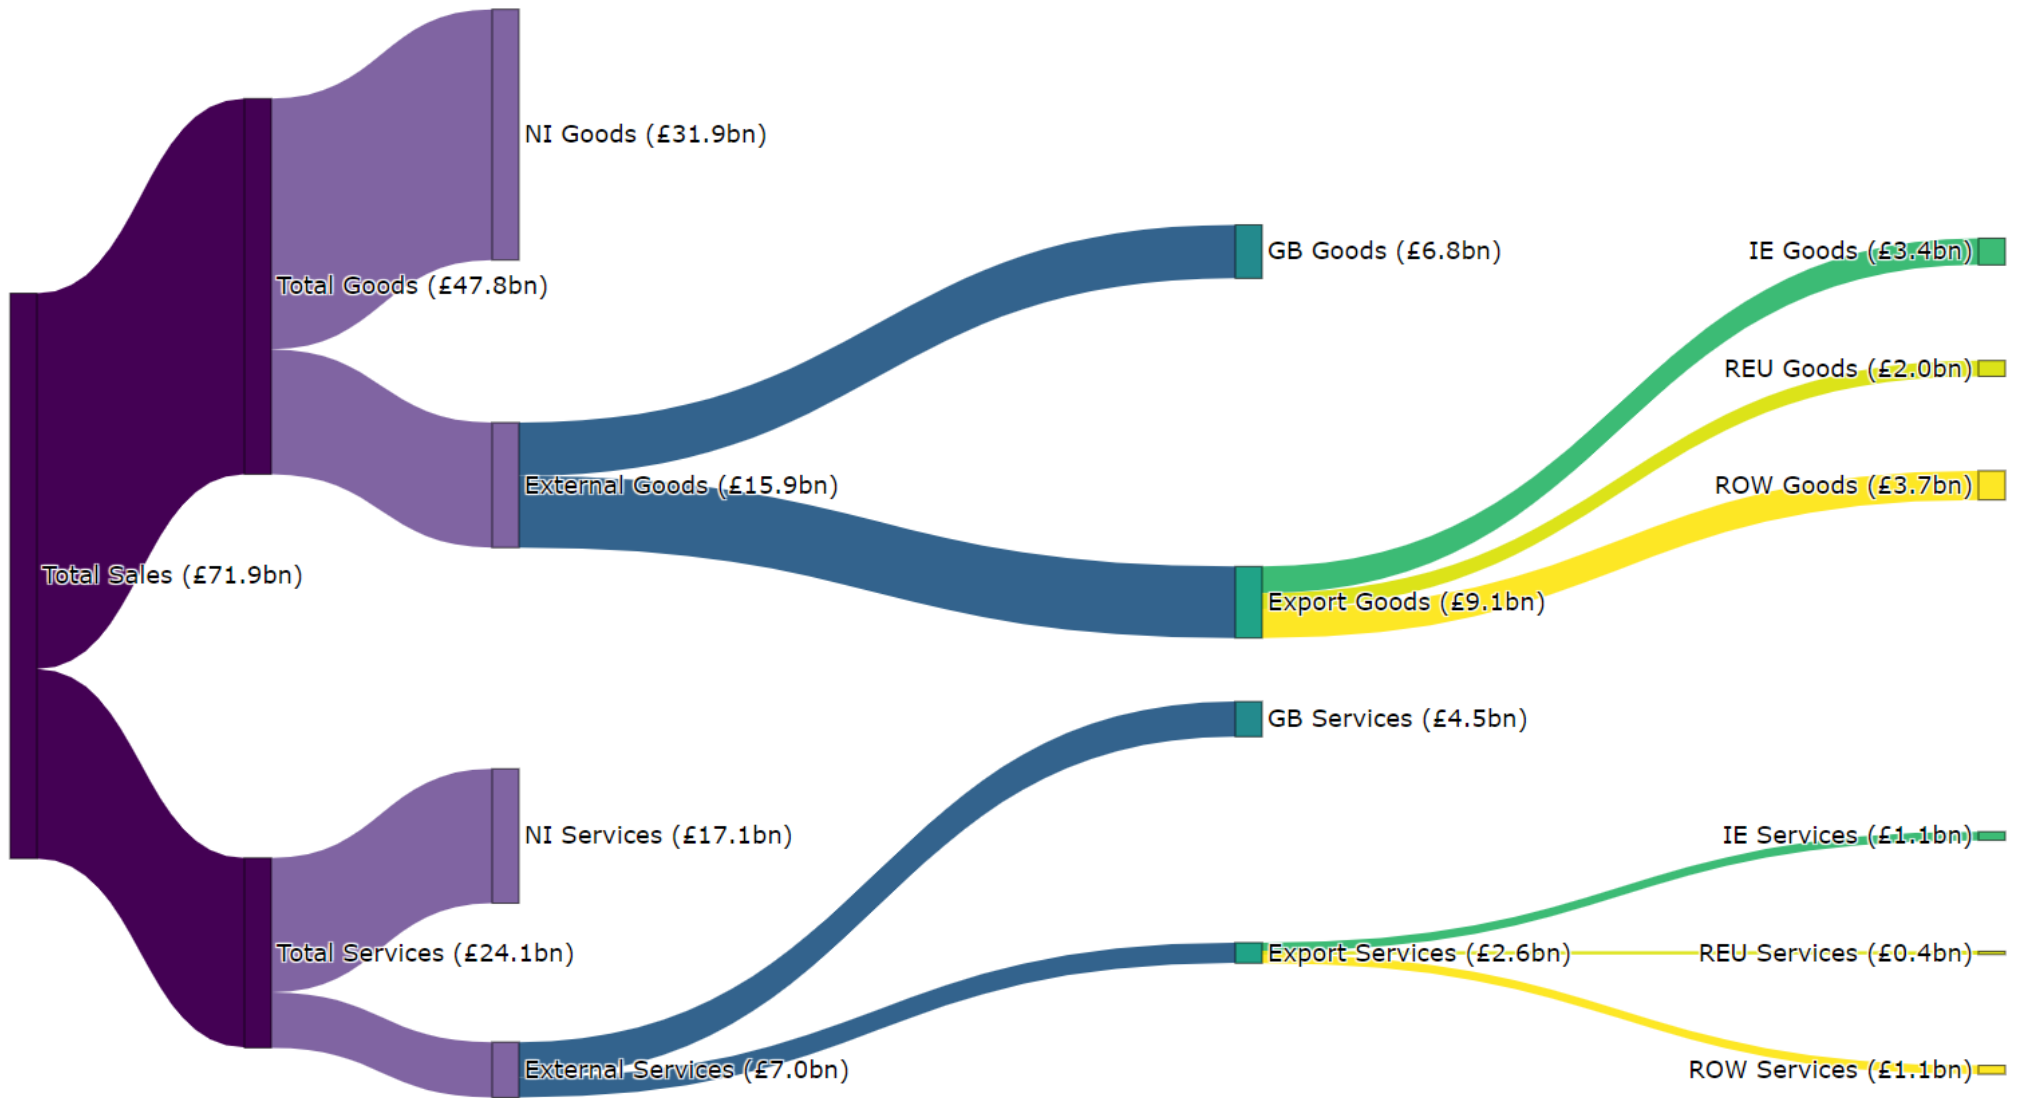 NI Goods (£31.9bn)
GB Goods (£6.8bn)
IE Goods (£3.4bn)
Total Goods (£47.8bn)
REU Goods (£2.0bn)
External Goods (£15.9bn)
ROW Goods (£3.7bn)
Total Sales (£71.9bn)
Export Goods (£9.1bn)
GB Services (£4.5bn)
NI Services (£17.1bn)
IE Services (£1.1bn)
Total Services (£24.1bn)
Export Services (£2.6bn)
REU Services (£0.4bn)
External Services (£7.0bn)
ROW Services (£1.1bn)